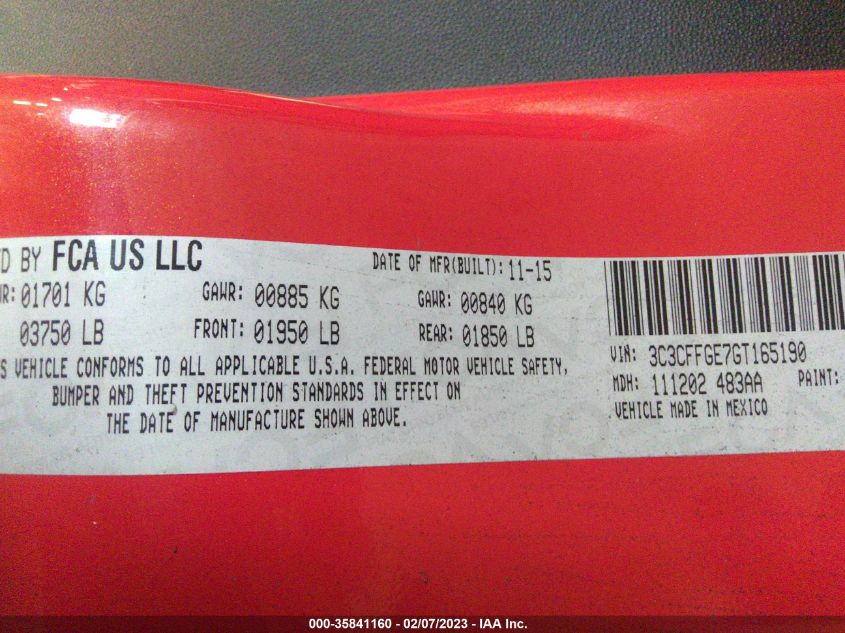 D BY FCA US LLC DATE OF MFR(BUILT): 11-15
R: 01701 KG GAWR: 00885 KG GAWR: 00840 KG
03750 LB FRONT: 01950 LB REAR: 01850 LB
S VEHICLE CONFORMS TO ALL APPLICABLE U.S.A. FEDERAL MOTOR VEHICLE SAFETY,
BUMPER AND THEFT PREVENTION STANDARDS IN EFFECT ON
THE DATE OF MANUFACTURE SHOWN ABOVE.
VIN: 3C3CFFGE7GT165190
MDH: 111202 483AA PAINT:
VEHICLE MADE IN MEXICO
000-35841160 - 02/07/2023 - IAA Inc.